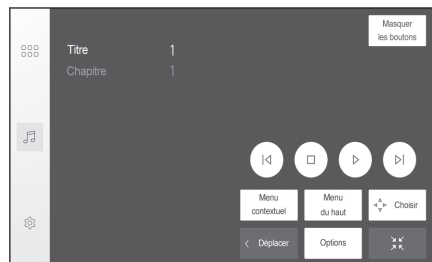 Masquer
les boutons
Titre 1
Chapitre 1
Menu
contextuel
Menu
du haut
Choisir
Déplacer
Options